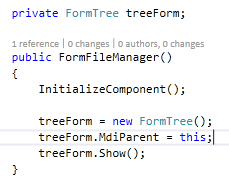 private FormTree treeForm;
1 reference | 0 changes | 0 authors, 0 changes
public FormFileManager()
{
InitializeComponent();
treeForm = new FormTree();
treeForm.MdiParent = this;
treeForm.Show();
}